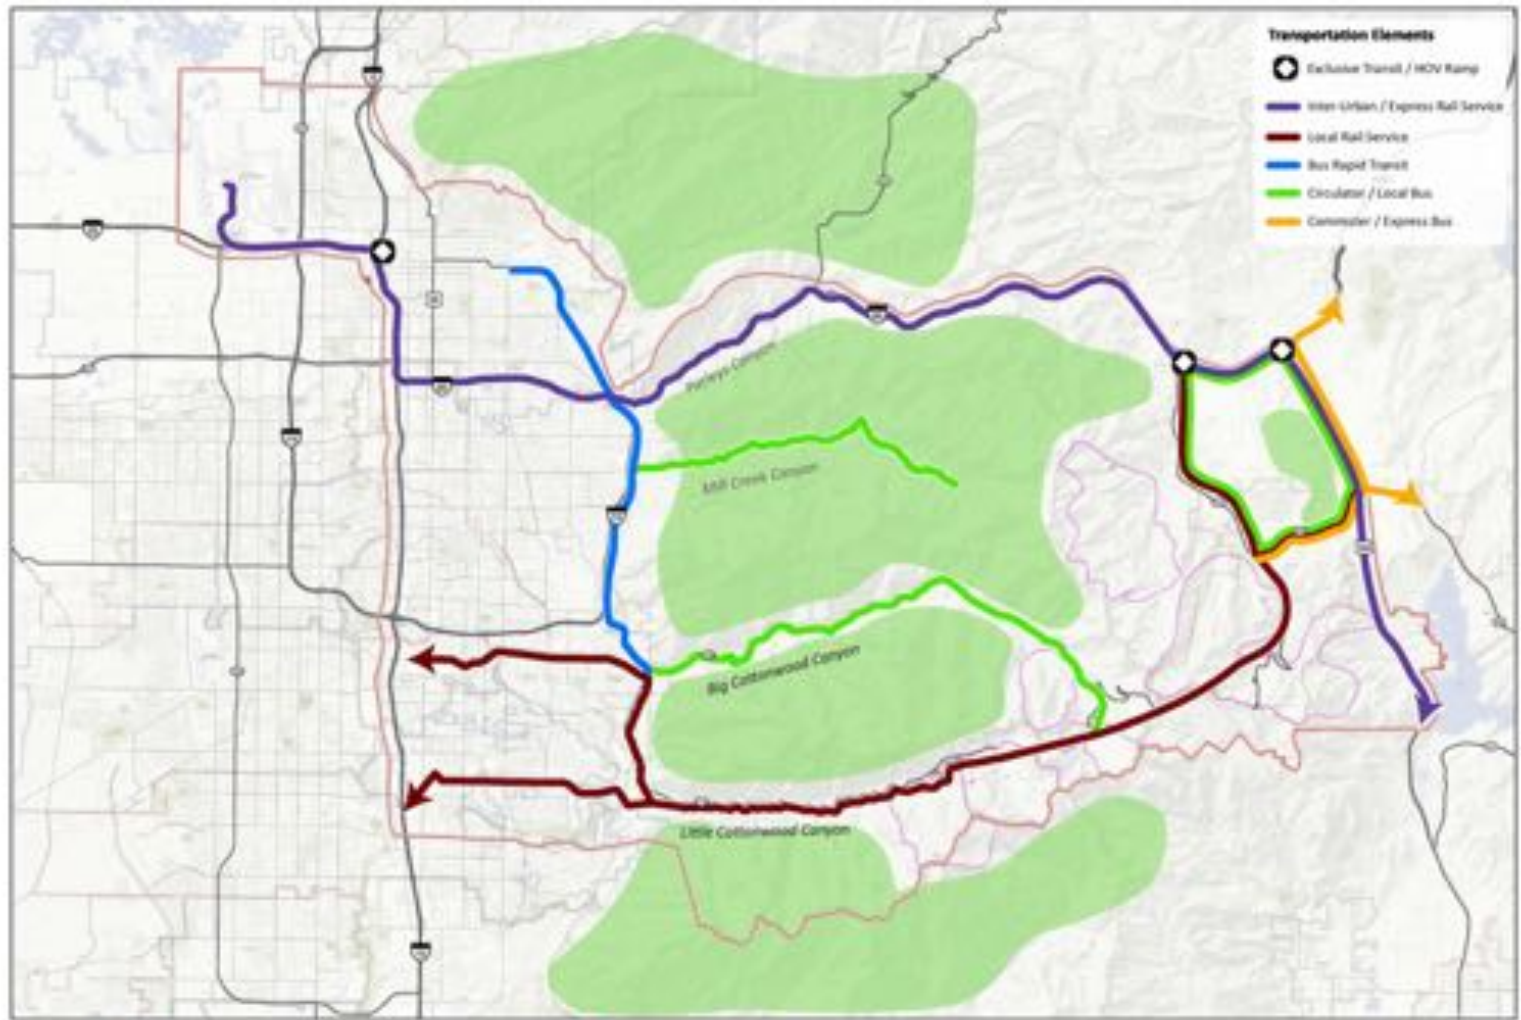 Transportation Elements
Exclusive Transit / HOV Ramp
Inter-Urban / Express Rail Service
Local Rail Service
Bus Rapid Transit
Circulator / Local Bus
Commuter / Express Bus
Parleys Canyon
Mill Creek Canyon
Big Cottonwood Canyon
Little Cottonwood Canyon